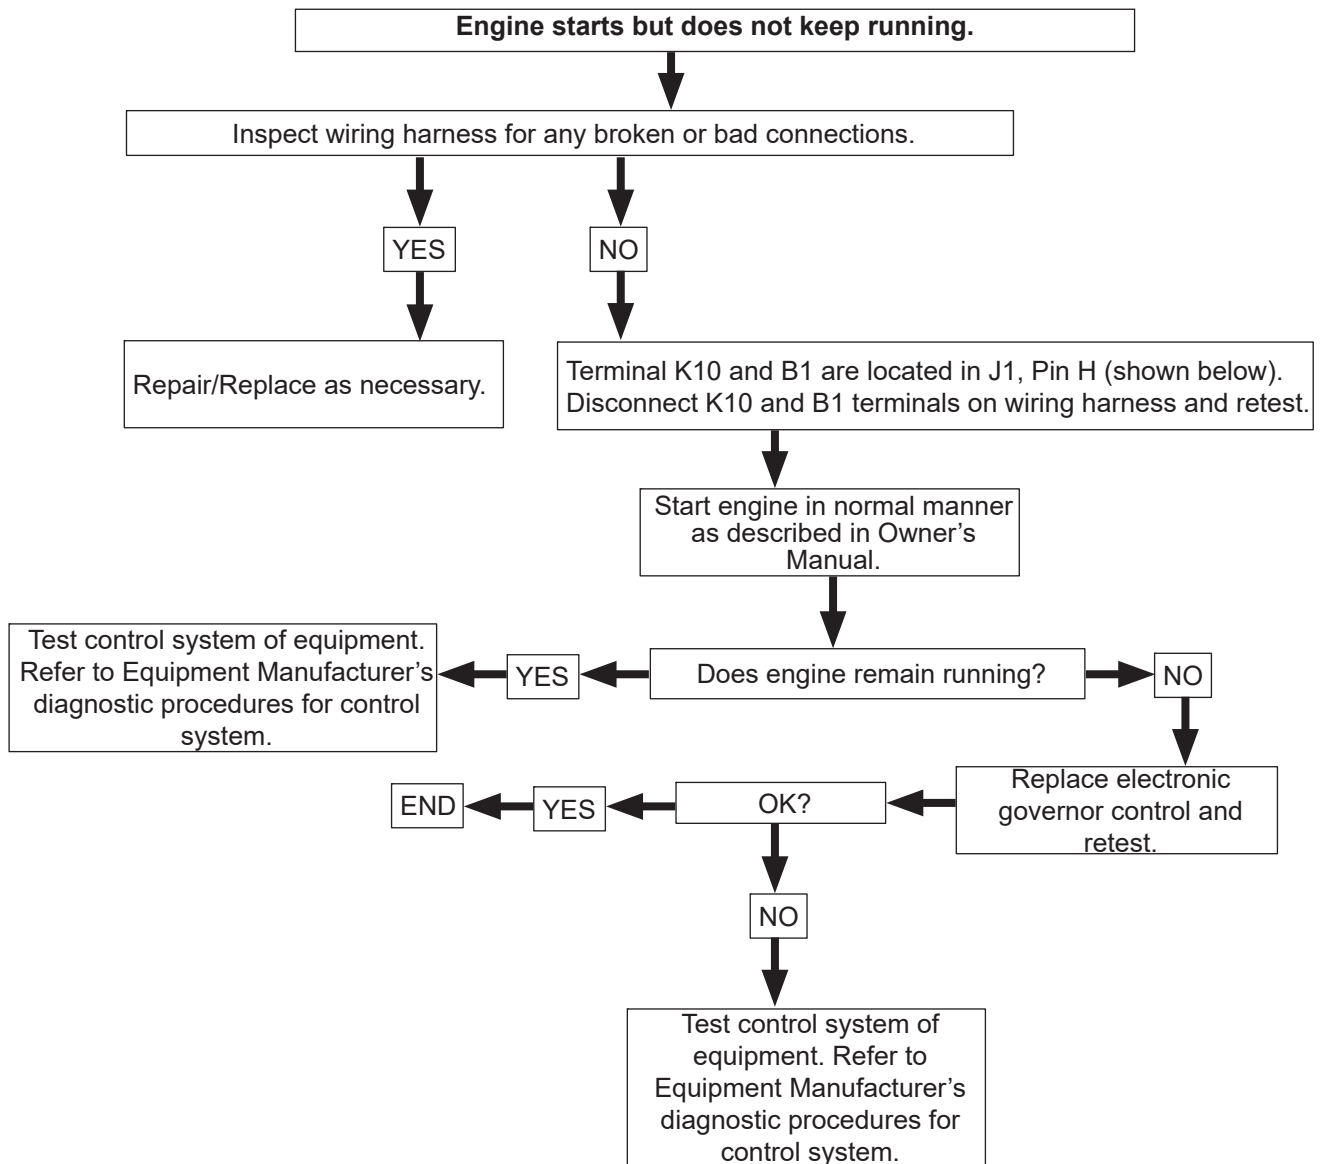 Engine starts but does not keep running.
Inspect wiring harness for any broken or bad connections.
YES
NO
Repair/Replace as necessary.
Terminal K10 and B1 are located in J1, Pin H (shown below).
Disconnect K10 and B1 terminals on wiring harness and retest.
Start engine in normal manner
as described in Owner’s
Manual.
Does engine remain running?
YES
NO
Test control system of equipment.
Refer to Equipment Manufacturer’s
diagnostic procedures for control
system.
Replace electronic
governor control and
retest.
OK?
YES
END
NO
Test control system of
equipment. Refer to
Equipment Manufacturer’s
diagnostic procedures for
control system.